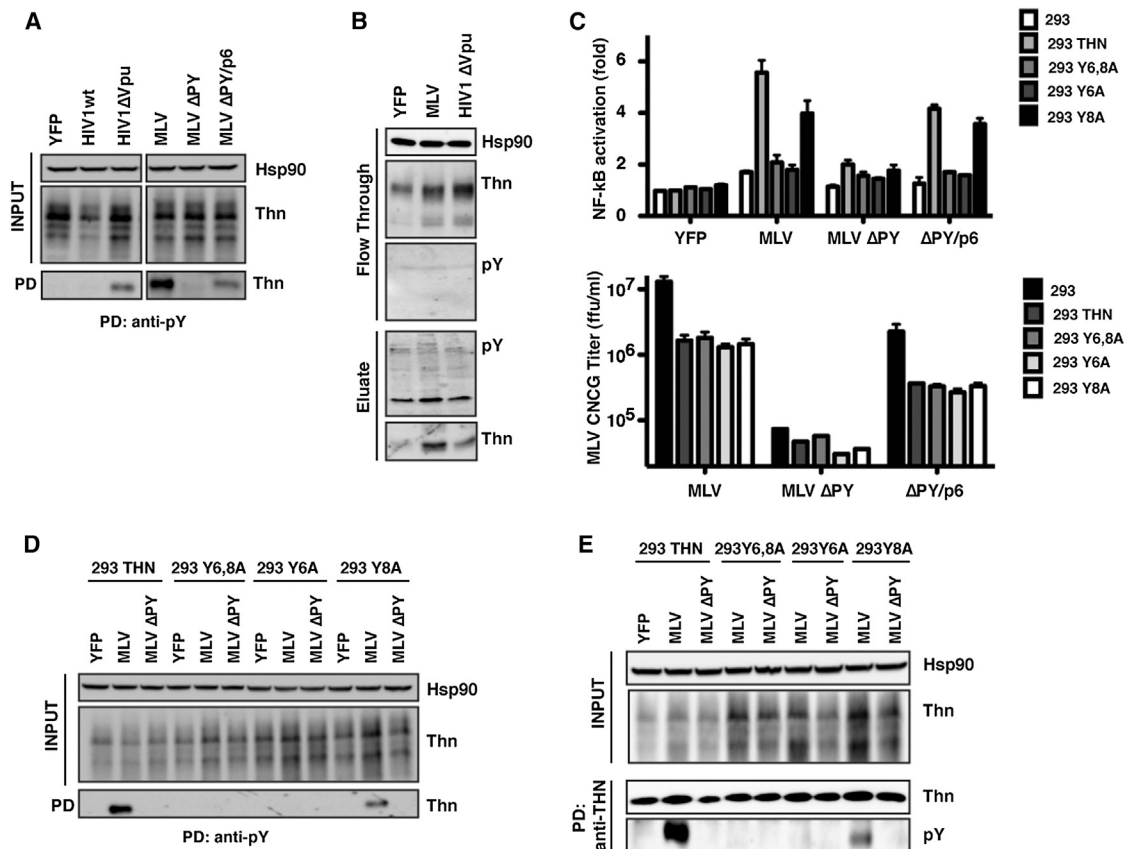 A
YFP
HIV1wt
HIV1ΔVpu
MLV
MLV ΔPY
MLV ΔPY/p6
INPUT
Hsp90
Thn
PD
Thn
PD: anti-pY
B
YFP
MLV
HIV1 ΔVpu
Flow Through
Hsp90
Thn
pY
Eluate
pY
Thn
C
NF-kB activation (fold)
6
4
2
0
YFP
MLV
MLV ΔPY
ΔPY/p6
293
293 THN
293 Y6,8A
293 Y6A
293 Y8A
MLV CNCG Titer (ffu/ml)
10⁷
10⁶
10⁵
MLV
MLV ΔPY
ΔPY/p6
293
293 THN
293 Y6,8A
293 Y6A
293 Y8A
D
293 THN
293 Y6,8A
293 Y6A
293 Y8A
YFP
MLV
MLV ΔPY
YFP
MLV
MLV ΔPY
YFP
MLV
MLV ΔPY
YFP
MLV
MLV ΔPY
INPUT
Hsp90
Thn
PD
Thn
PD: anti-pY
E
293 THN
293Y6,8A
293Y6A
293Y8A
YFP
MLV
MLV ΔPY
MLV
MLV ΔPY
MLV
MLV ΔPY
MLV
MLV ΔPY
INPUT
Hsp90
Thn
PD:
anti-THN
Thn
pY